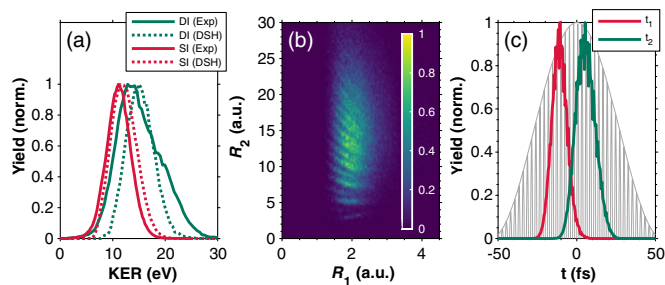 (a)
DI (Exp)
DI (DSH)
SI (Exp)
SI (DSH)
Yield (norm.)
1
0.8
0.6
0.4
0.2
0
0 10 20 30
KER (eV)
(b)
R2 (a.u.)
30
25
20
15
10
5
0
0 1 2 3 4
R1 (a.u.)
1
0.8
0.6
0.4
0.2
0
(c)
t1
t2
Yield (norm.)
1
0.8
0.6
0.4
0.2
0
-50 0 50
t (fs)